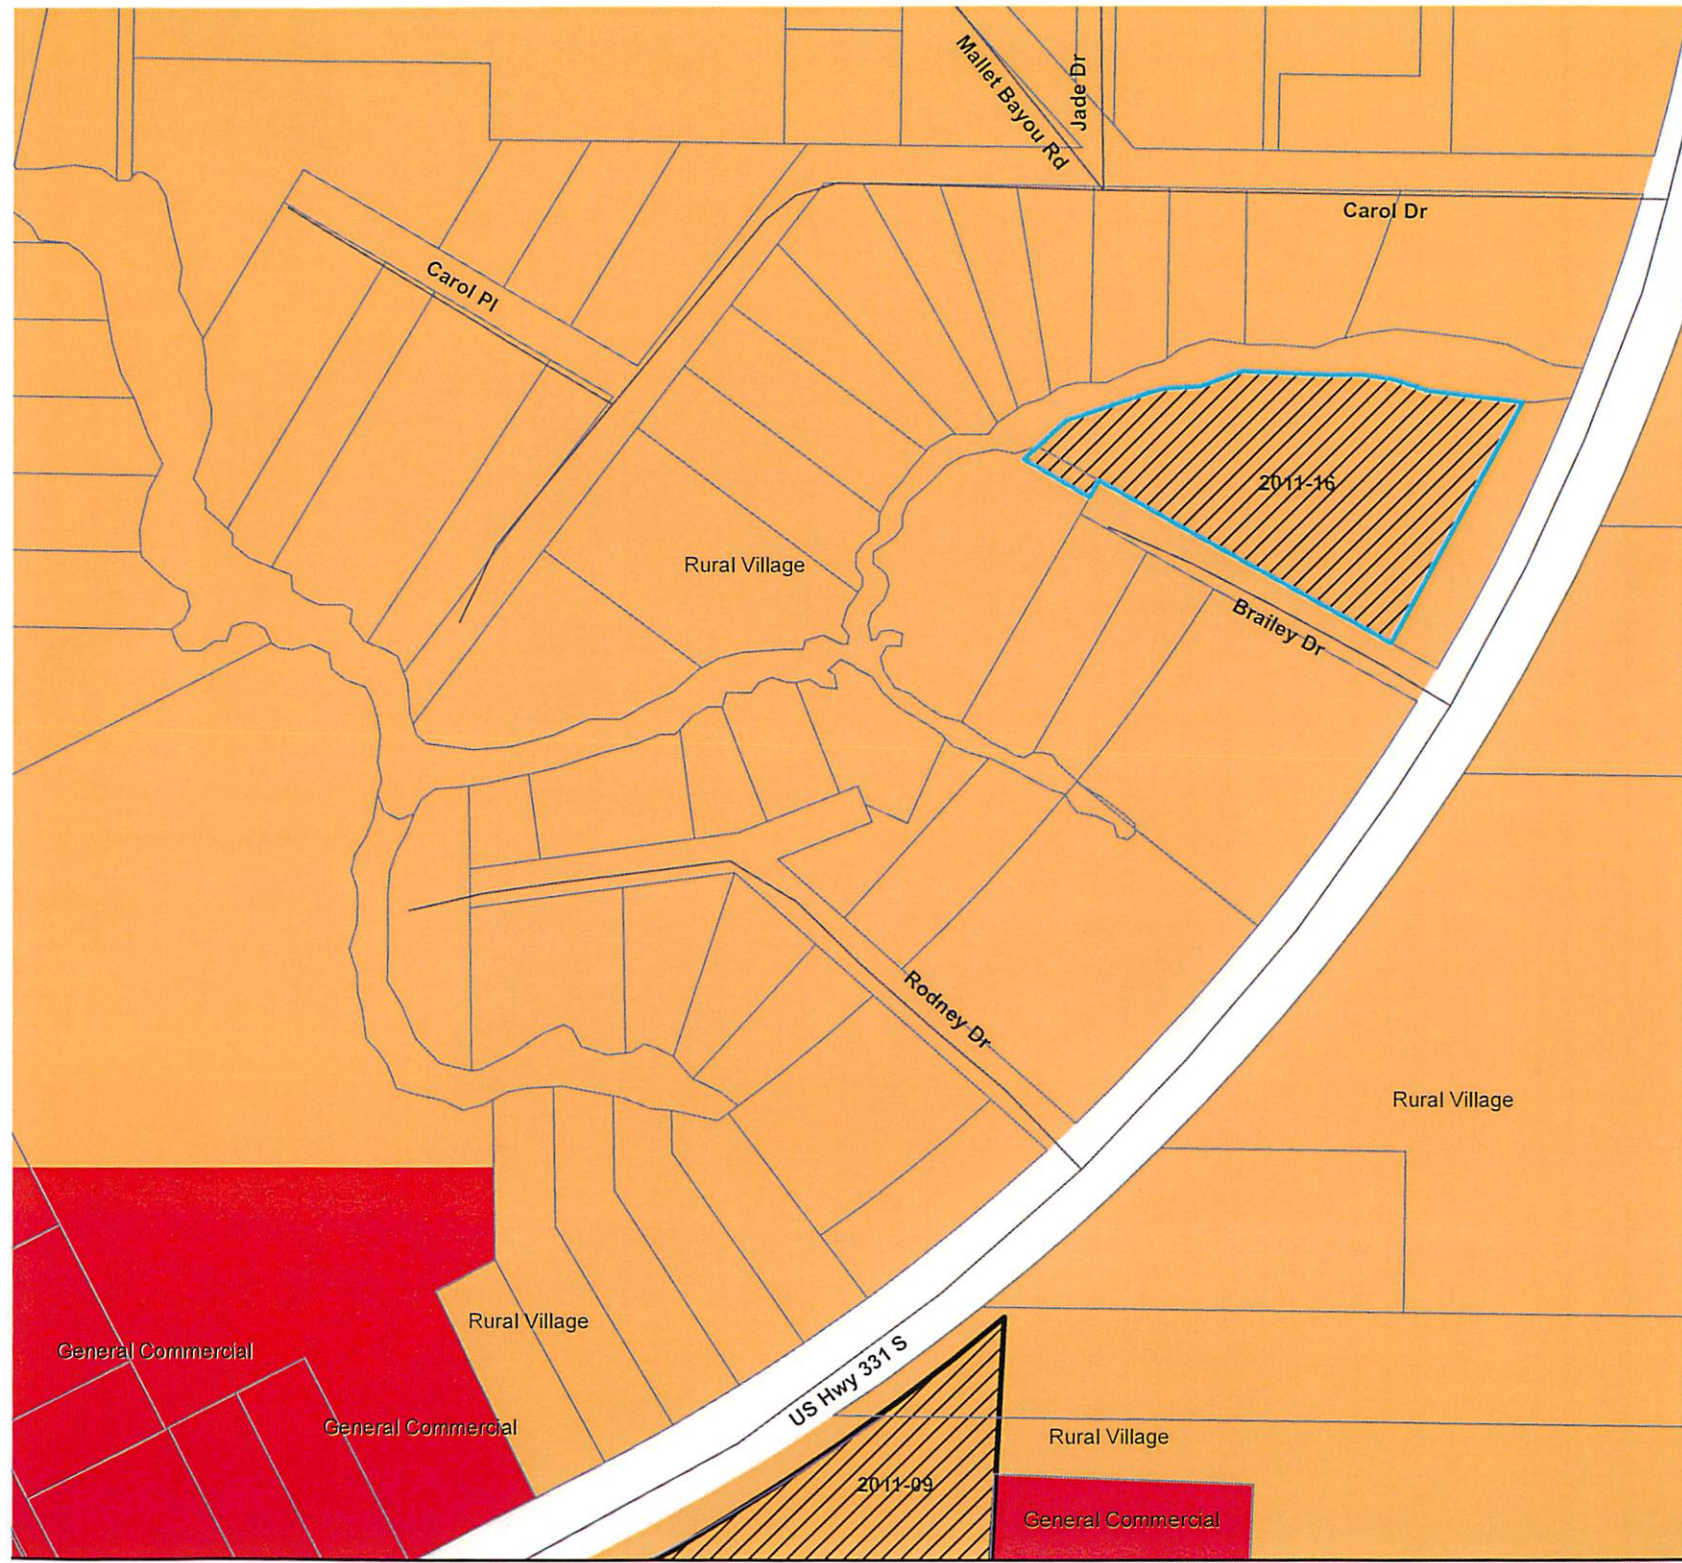 Mallet Bayou Rd
Jade Dr
Carol Dr
Carol Pl
2011-16
Rural Village
Brailey Dr
Rodney Dr
Rural Village
Rural Village
General Commercial
US Hwy 331 S
General Commercial
Rural Village
2011-09
General Commercial